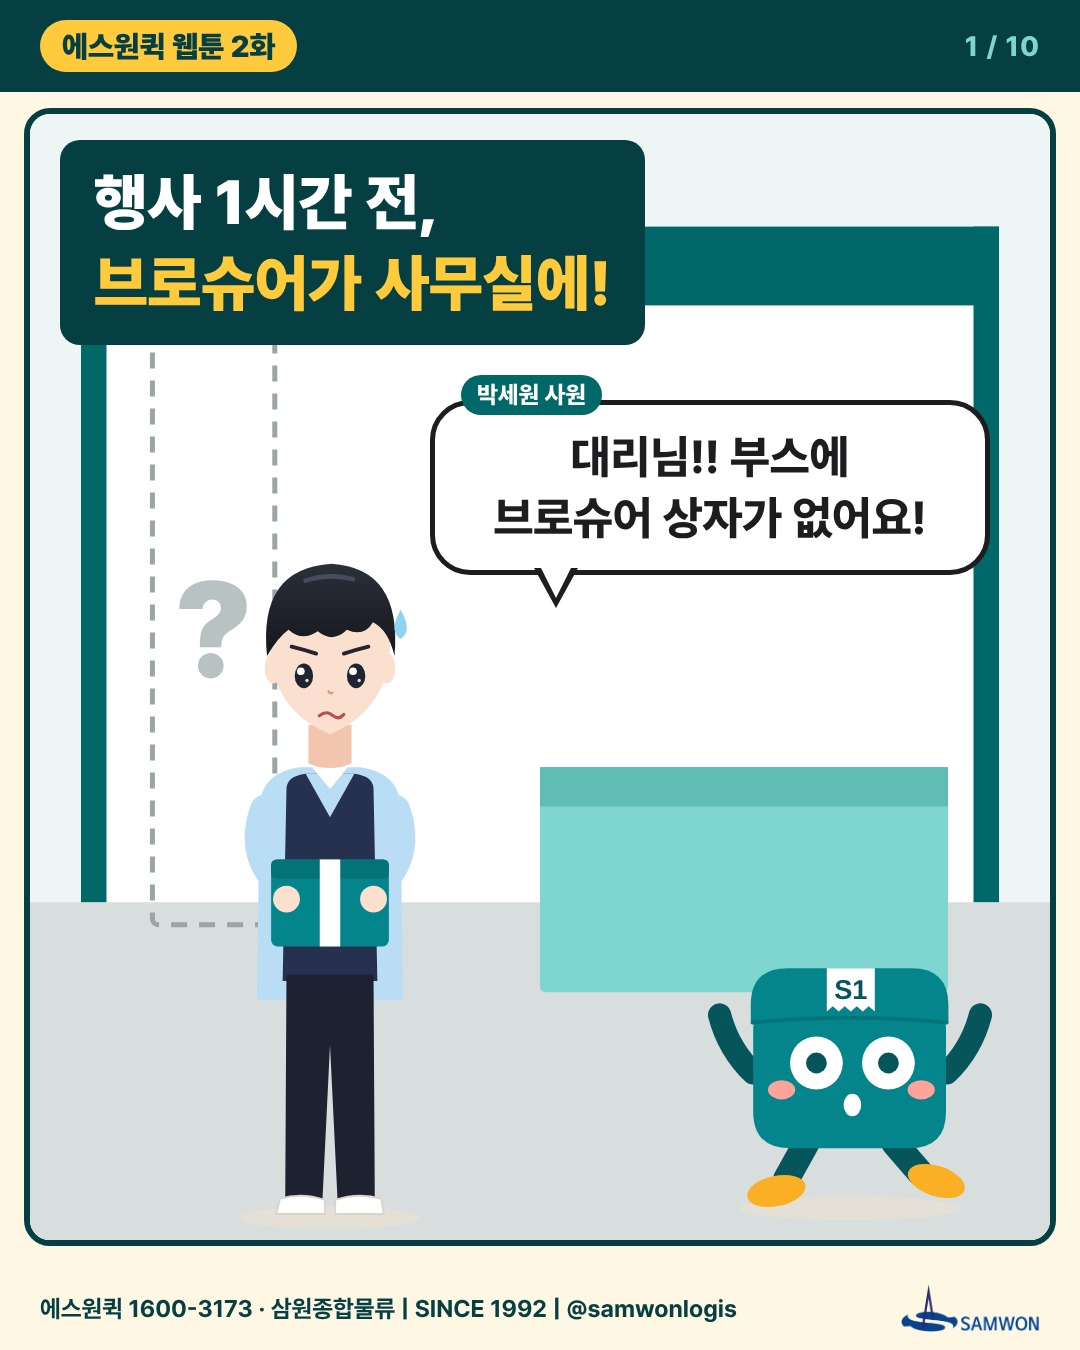 에스원퀵 웹툰 2화
1 / 10
행사 1시간 전,
브로슈어가 사무실에!
박세원 사원
대리님!! 부스에
브로슈어 상자가 없어요!
?
S1
에스원퀵 1600-3173 · 삼원종합물류 | SINCE 1992 | @samwonlogis
SAMWON